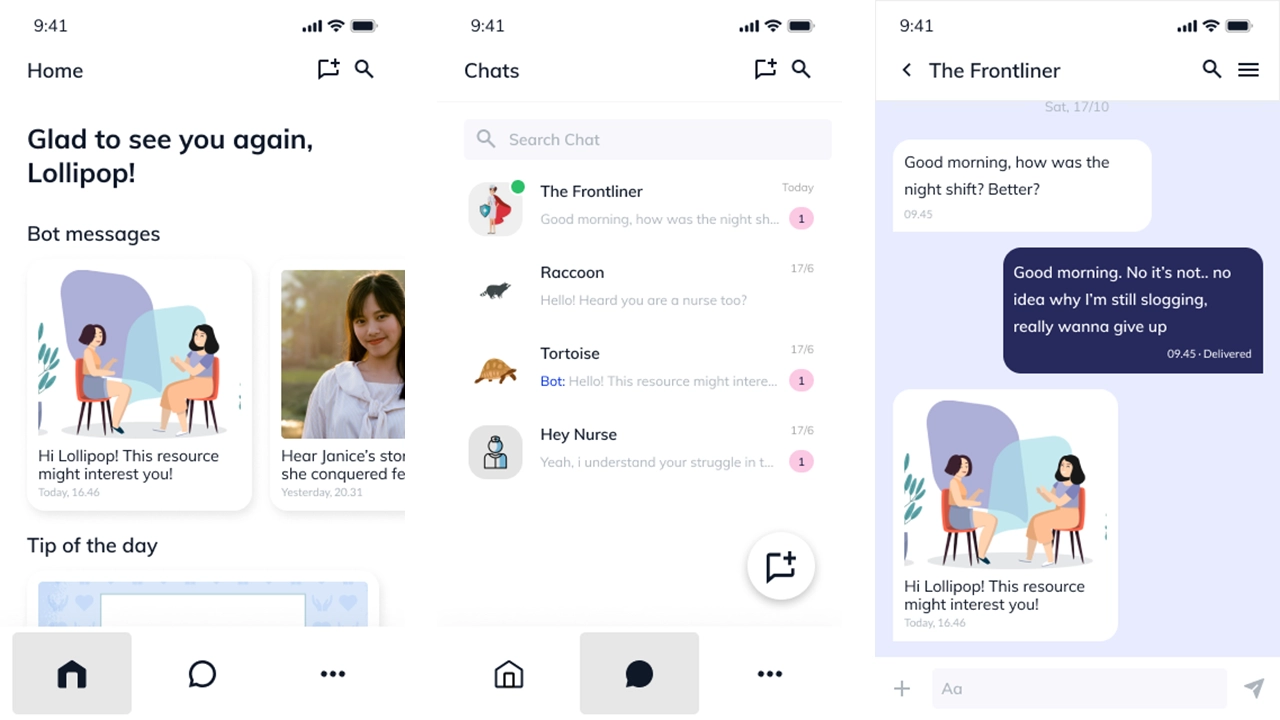 9:41
Home
Glad to see you again,
Lollipop!
Bot messages
Hi Lollipop! This resource
might interest you!
Today, 16.46
Hear Janice's stor
she conquered fe
Yesterday, 20.31
Tip of the day
9:41
Chats
Search Chat
The Frontliner
Today
Good morning, how was the night sh...
1
Raccoon
17/6
Hello! Heard you are a nurse too?
Tortoise
17/6
Bot: Hello! This resource might intere...
1
Hey Nurse
17/6
Yeah, i understand your struggle in t...
1
9:41
The Frontliner
Sat, 17/10
Good morning, how was the
night shift? Better?
09.45
Good morning. No it's not.. no
idea why I'm still slogging,
really wanna give up
09.45 · Delivered
Hi Lollipop! This resource
might interest you!
Today, 16.46
Aa